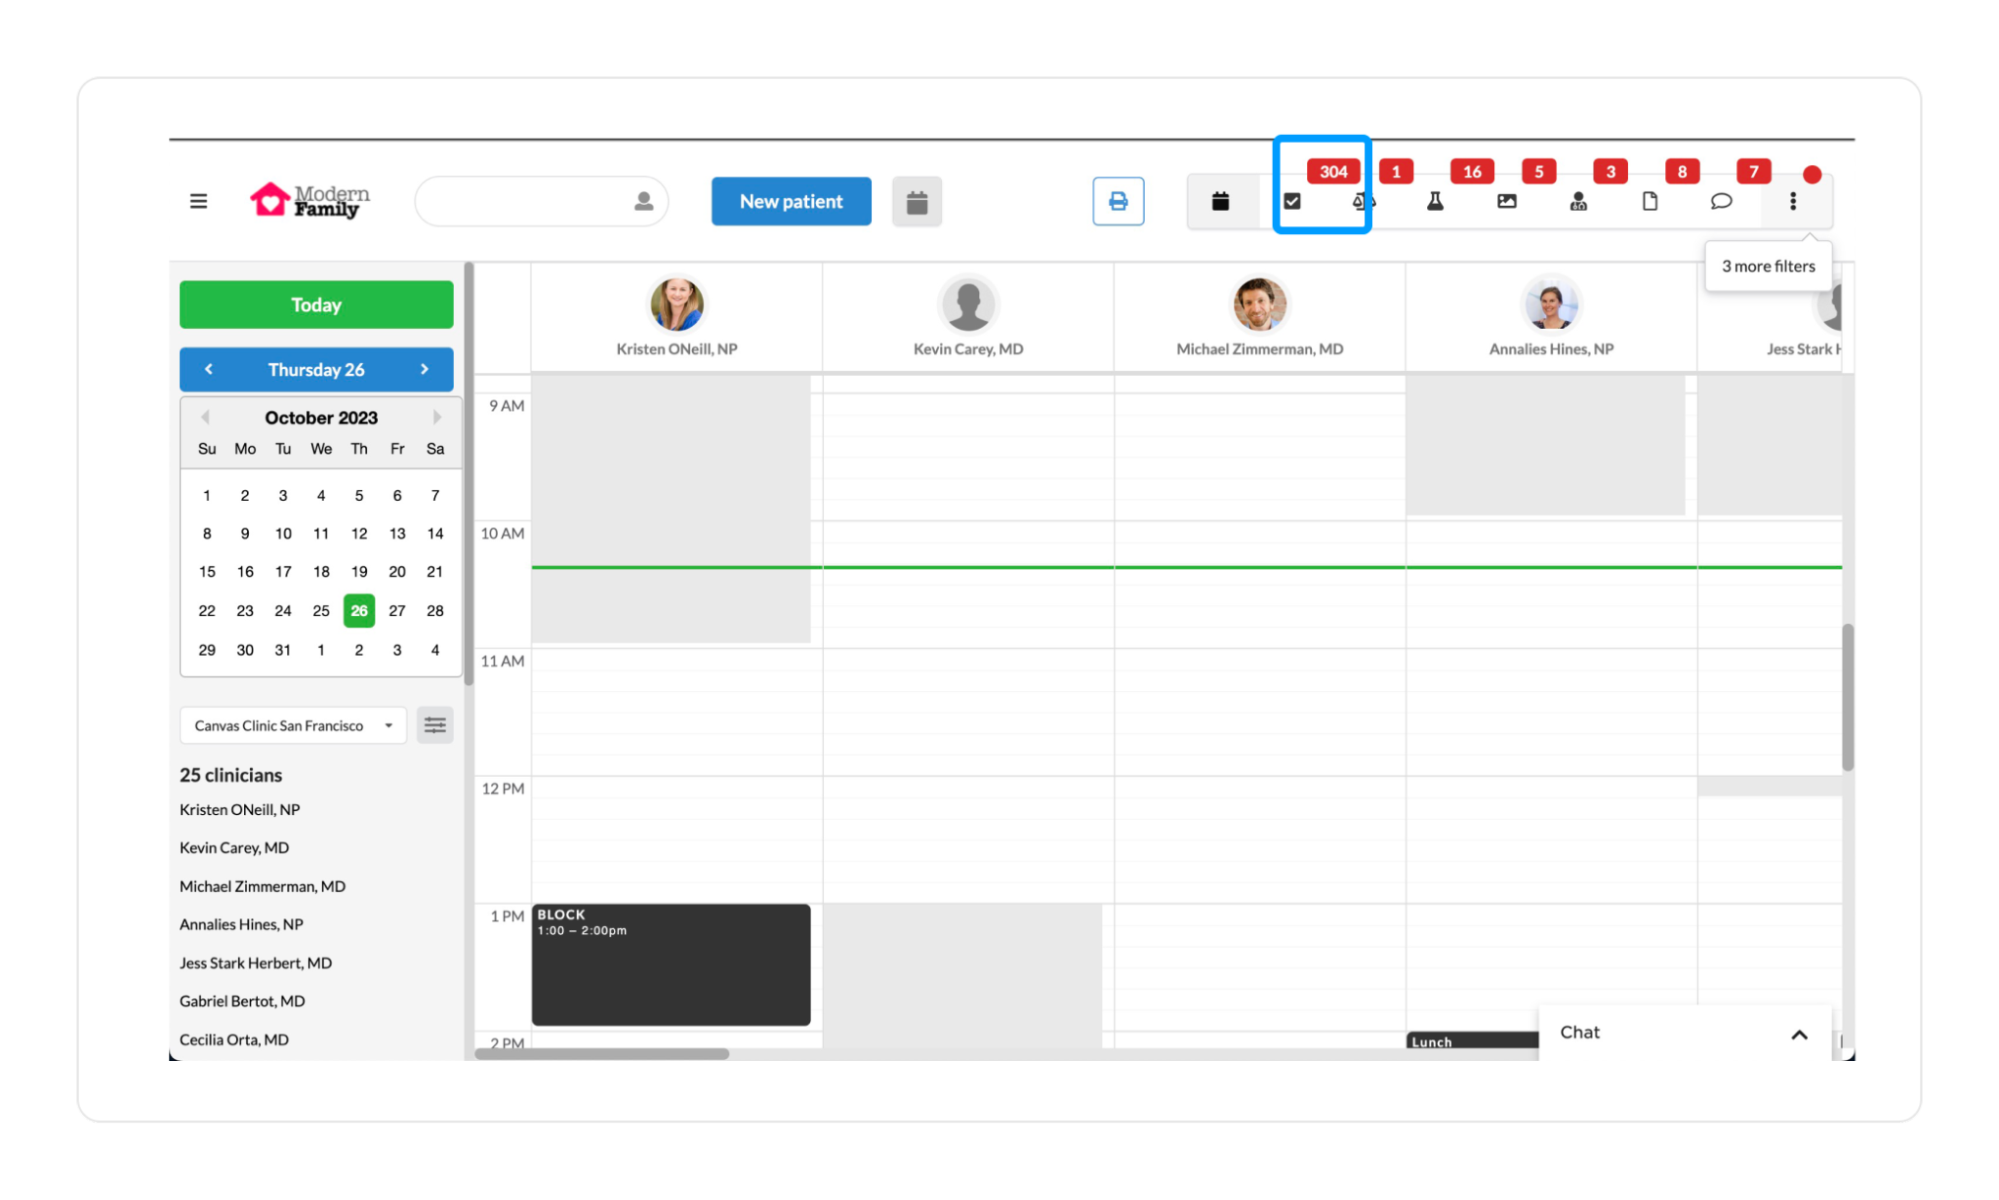 304 1 16 5 3 8 7
Modern
Family
New patient
3 more filters
Today
Thursday 26
October 2023
Su Mo Tu We Th Fr Sa
1 2 3 4 5 6 7
8 9 10 11 12 13 14
15 16 17 18 19 20 21
22 23 24 25 26 27 28
29 30 31 1 2 3 4
Canvas Clinic San Francisco
25 clinicians
Kristen ONeill, NP
Kevin Carey, MD
Michael Zimmerman, MD
Annalies Hines, NP
Jess Stark Herbert, MD
Gabriel Bertot, MD
Cecilia Orta, MD
Kristen ONeill, NP
Kevin Carey, MD
Michael Zimmerman, MD
Annalies Hines, NP
Jess Stark H
9 AM
10 AM
11 AM
12 PM
1 PM
BLOCK
1:00 – 2:00pm
2 PM
Lunch
Chat